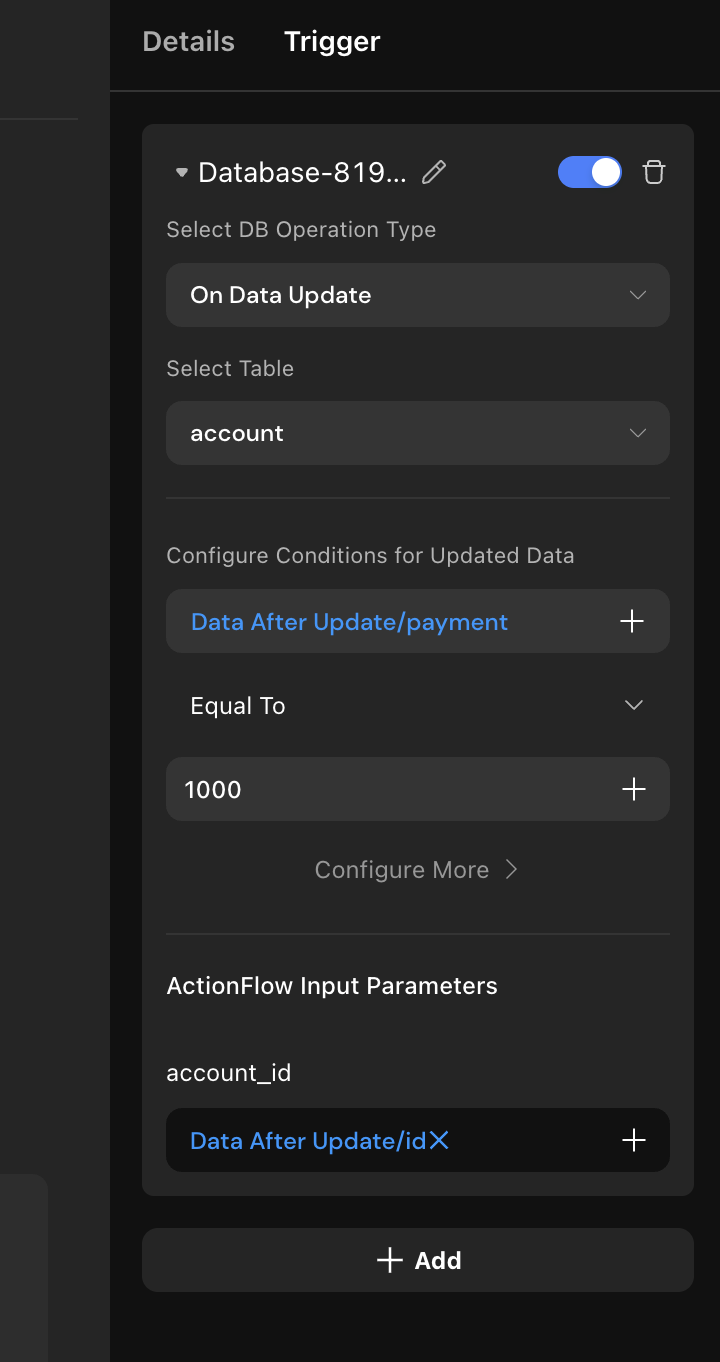 Details Trigger
Database-819...
Select DB Operation Type
On Data Update
Select Table
account
Configure Conditions for Updated Data
Data After Update/payment
Equal To
1000
Configure More
ActionFlow Input Parameters
account_id
Data After Update/id
Add